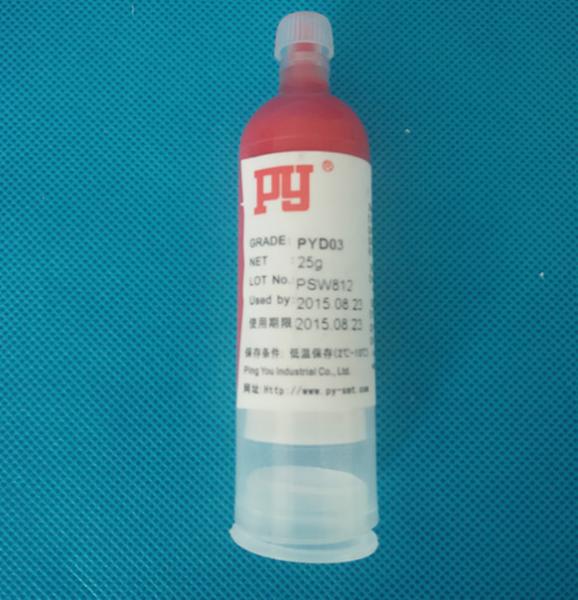 PY ®
GRADE: PYD03
NET : 25g
LOT No.: PSW812
Used by: 2015.08.23
使用期限: 2015.08.23
保存条件: 低温保存(2℃-10℃)
Ping You Industrial Co., Ltd.
网址:Http://www.py-smt.com